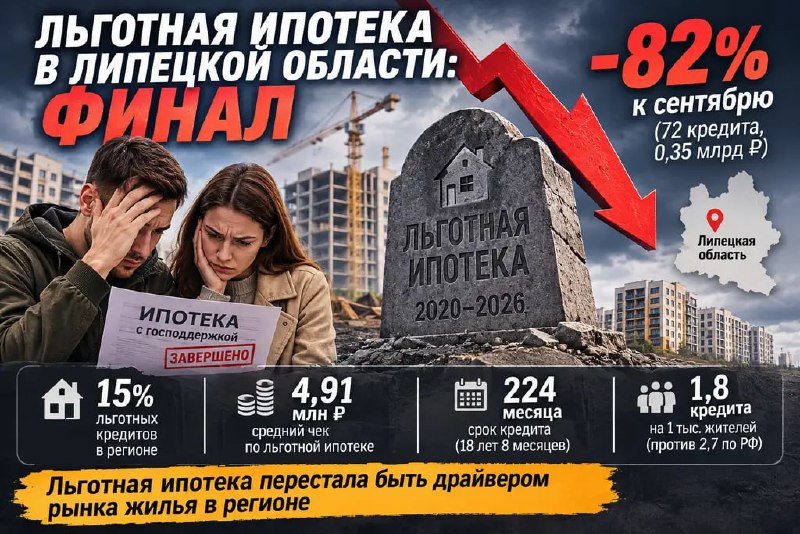 ЛЬГОТНАЯ ИПОТЕКА
В ЛИПЕЦКОЙ ОБЛАСТИ:
ФИНАЛ
-82%
к сентябрю
(72 кредита,
0,35 млрд ₽)
Липецкая
область
ЛЬГОТНАЯ
ИПОТЕКА
2020–2026
ИПОТЕКА
с господдержкой
ЗАВЕРШЕНО
15%
льготных
кредитов
в регионе
4,91
млн ₽
средний чек
по льготной ипотеке
224
месяца
срок кредита
(18 лет 8 месяцев)
1,8
кредита
на 1 тыс. жителей
(против 2,7 по РФ)
Льготная ипотека перестала быть драйвером
рынка жилья в регионе